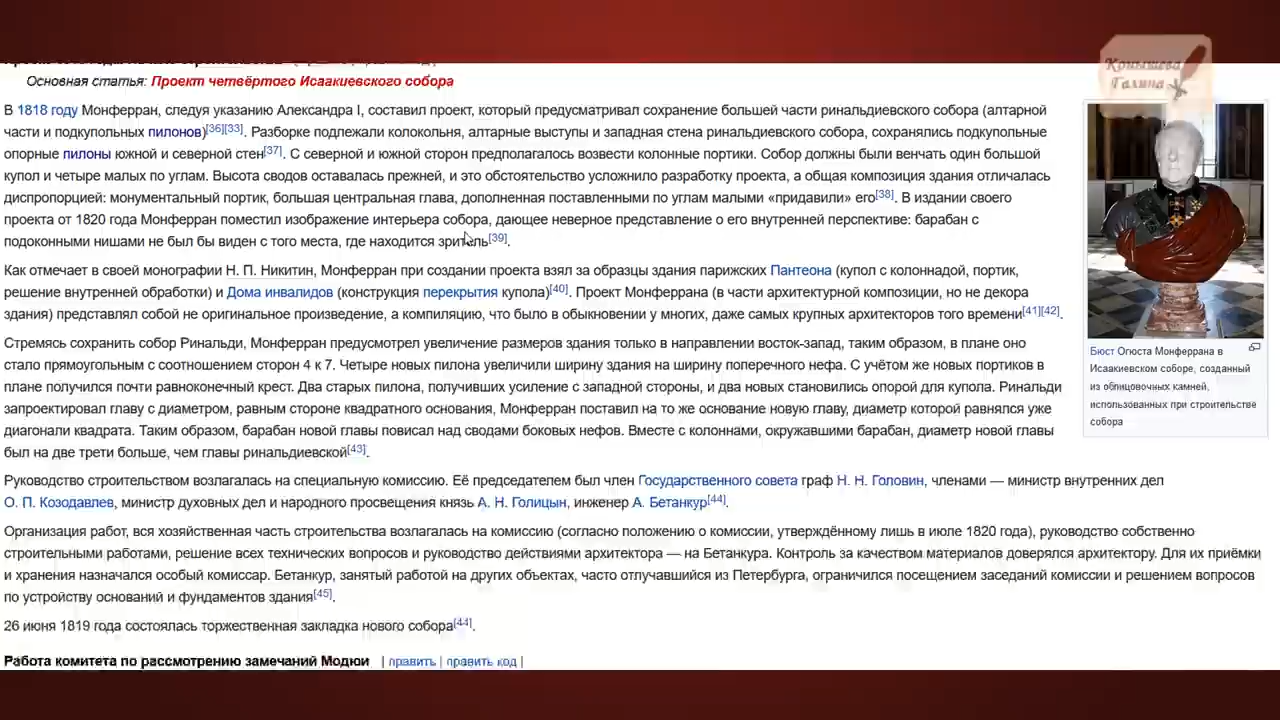 Конышева
Галина
Основная статья: Проект четвёртого Исаакиевского собора
В 1818 году Монферран, следуя указанию Александра I, составил проект, который предусматривал сохранение большей части ринальдиевского собора (алтарной
части и подкупольных пилонов)[36][33]. Разборке подлежали колокольня, алтарные выступы и западная стена ринальдиевского собора, сохранялись подкупольные
опорные пилоны южной и северной стен[37]. С северной и южной сторон предполагалось возвести колонные портики. Собор должны были венчать один большой
купол и четыре малых по углам. Высота сводов оставалась прежней, и это обстоятельство усложнило разработку проекта, а общая композиция здания отличалась
диспропорцией: монументальный портик, большая центральная глава, дополненная поставленными по углам малыми «придавили» его[38]. В издании своего
проекта от 1820 года Монферран поместил изображение интерьера собора, дающее неверное представление о его внутренней перспективе: барабан с
подоконными нишами не был бы виден с того места, где находится зритель[39].
Как отмечает в своей монографии Н. П. Никитин, Монферран при создании проекта взял за образцы здания парижских Пантеона (купол с колоннадой, портик,
решение внутренней обработки) и Дома инвалидов (конструкция перекрытия купола)[40]. Проект Монферрана (в части архитектурной композиции, но не декора
здания) представлял собой не оригинальное произведение, а компиляцию, что было в обыкновении у многих, даже самых крупных архитекторов того времени[41][42].
Стремясь сохранить собор Ринальди, Монферран предусмотрел увеличение размеров здания только в направлении восток-запад, таким образом, в плане оно
стало прямоугольным с соотношением сторон 4 к 7. Четыре новых пилона увеличили ширину здания на ширину поперечного нефа. С учётом же новых портиков в
плане получился почти равноконечный крест. Два старых пилона, получивших усиление с западной стороны, и два новых становились опорой для купола. Ринальди
запроектировал главу с диаметром, равным стороне квадратного основания, Монферран поставил на то же основание новую главу, диаметр которой равнялся уже
диагонали квадрата. Таким образом, барабан новой главы повисал над сводами боковых нефов. Вместе с колоннами, окружавшими барабан, диаметр новой главы
был на две трети больше, чем главы ринальдиевской[43].
Бюст Огюста Монферрана в
Исаакиевском соборе, созданный
из облицовочных камней,
использованных при строительстве
собора
Руководство строительством возлагалась на специальную комиссию. Её председателем был член Государственного совета граф Н. Н. Головин, членами — министр внутренних дел
О. П. Козодавлев, министр духовных дел и народного просвещения князь А. Н. Голицын, инженер А. Бетанкур[44].
Организация работ, вся хозяйственная часть строительства возлагалась на комиссию (согласно положению о комиссии, утверждённому лишь в июле 1820 года), руководство собственно
строительными работами, решение всех технических вопросов и руководство действиями архитектора — на Бетанкура. Контроль за качеством материалов доверялся архитектору. Для их приёмки
и хранения назначался особый комиссар. Бетанкур, занятый работой на других объектах, часто отлучавшийся из Петербурга, ограничился посещением заседаний комиссии и решением вопросов
по устройству оснований и фундаментов здания[45].
26 июня 1819 года состоялась торжественная закладка нового собора[44].
Работа комитета по рассмотрению замечаний Модюи | править | править код |